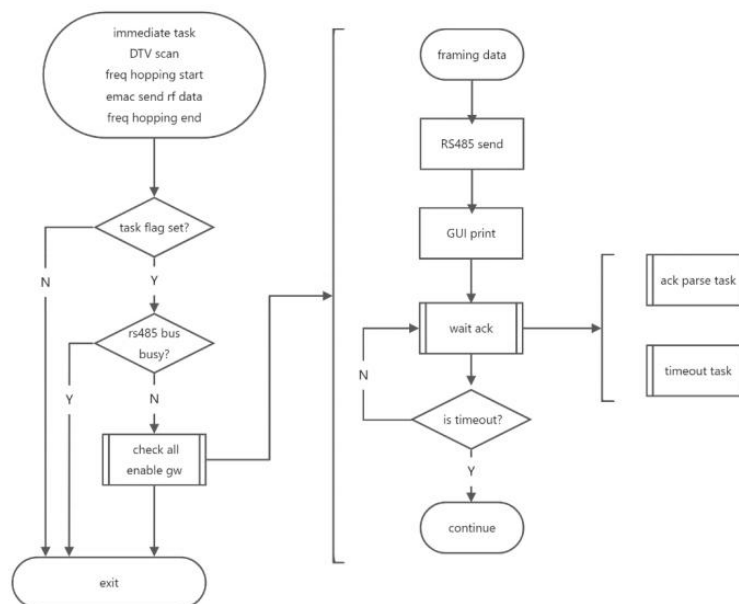 immediate task
DTV scan
freq hopping start
emac send rf data
freq hopping end
task flag set?
N
Y
rs485 bus
busy?
Y
N
check all
enable gw
exit
framing data
RS485 send
GUI print
wait ack
N
is timeout?
Y
continue
ack parse task
timeout task